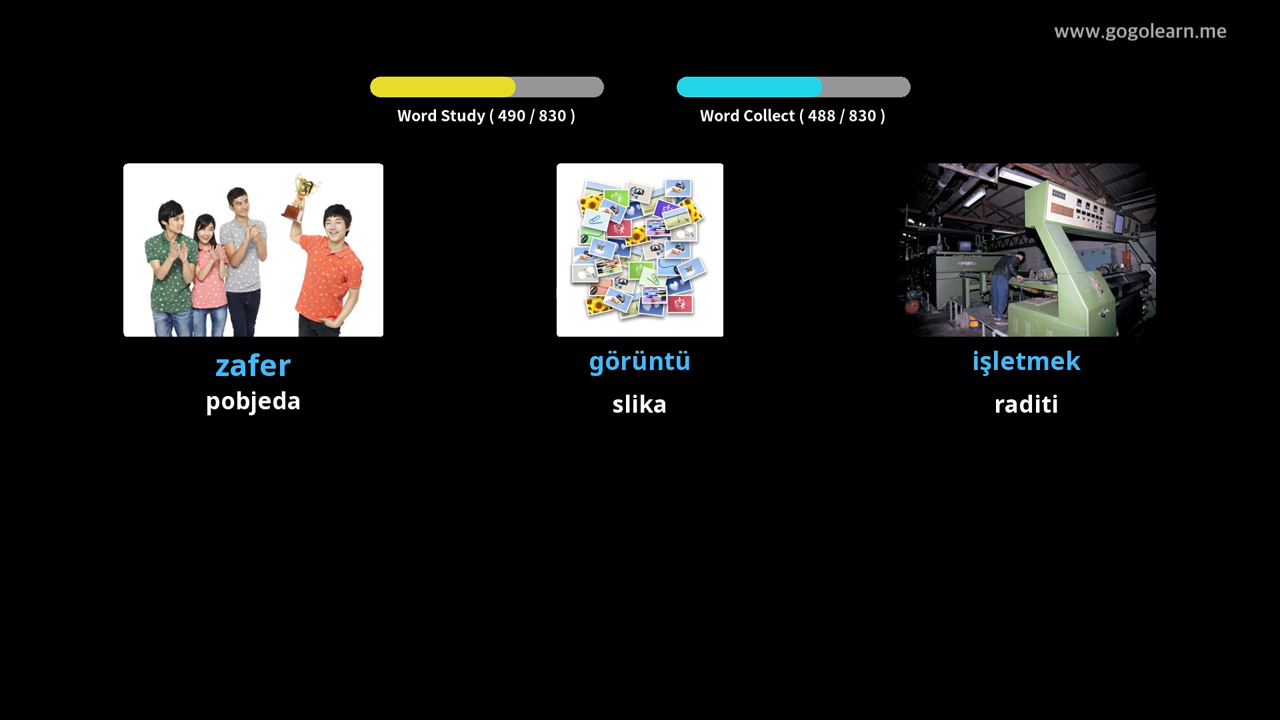 www.gogolearn.me
Word Study ( 490 / 830 )
Word Collect ( 488 / 830 )
zafer
pobjeda
görüntü
slika
işletmek
raditi